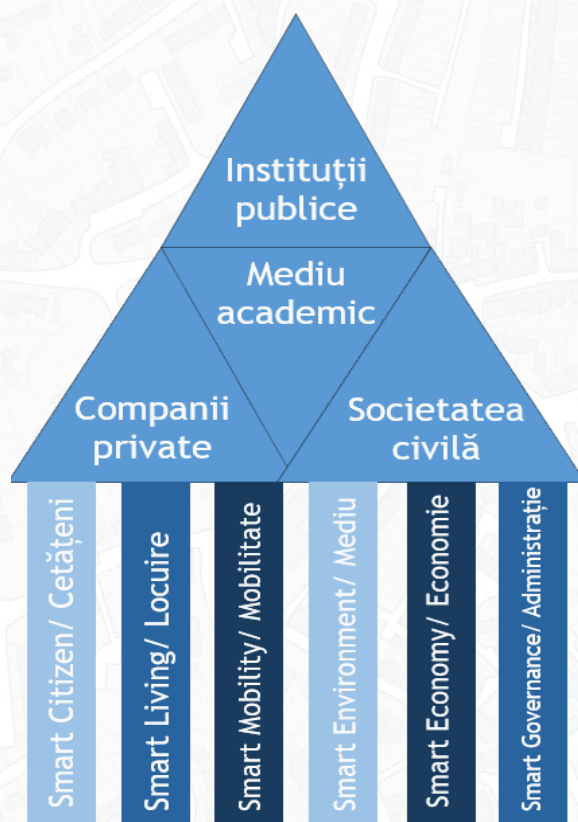 Instituții
publice
Mediu
academic
Companii
private
Societatea
civilă
Smart Citizen/ Cetățeni
Smart Living/ Locuire
Smart Mobility/ Mobilitate
Smart Environment/ Mediu
Smart Economy/ Economie
Smart Governance/ Administrație